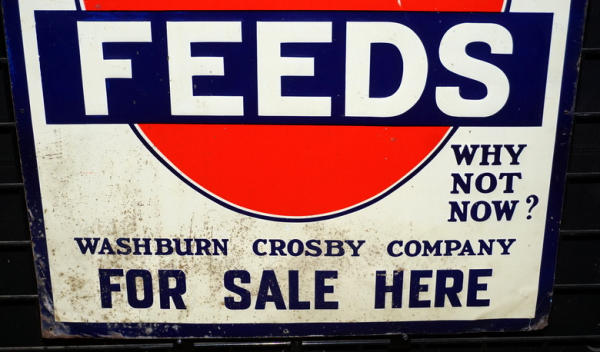 FEEDS
WHY
NOT
NOW?
WASHBURN CROSBY COMPANY
FOR SALE HERE